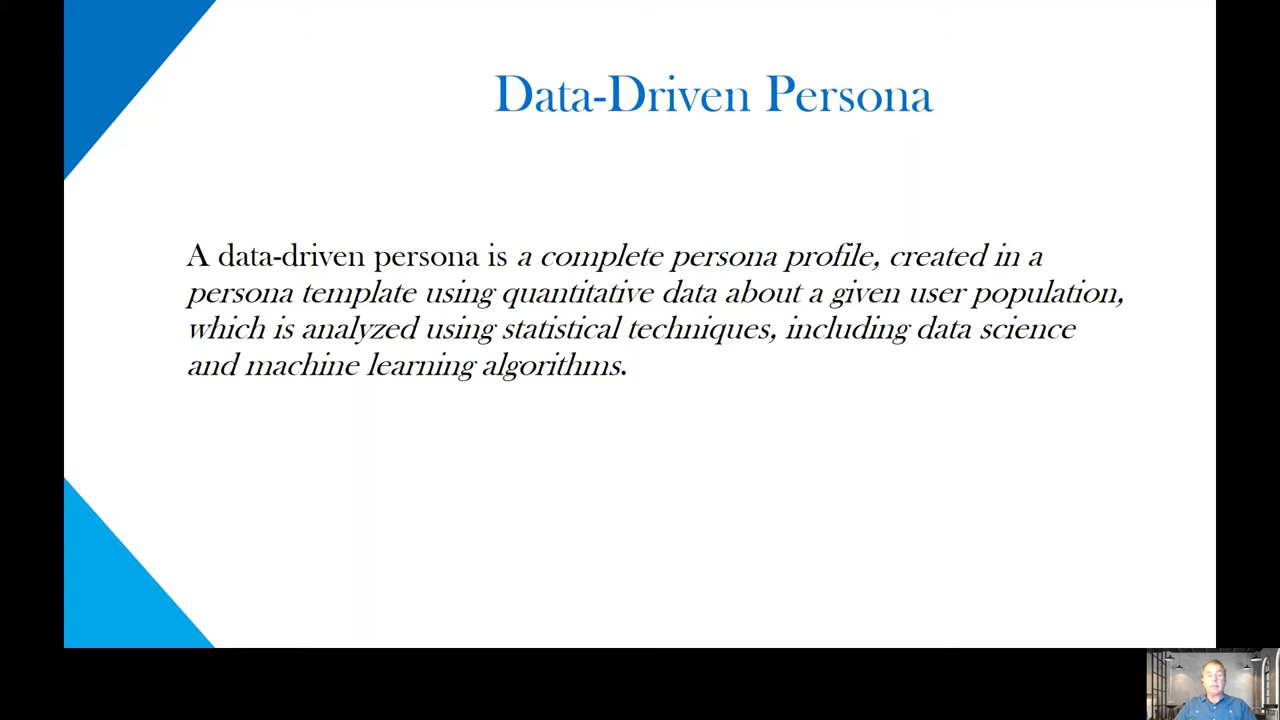 Data-Driven Persona
A data-driven persona is a complete persona profile, created in a
persona template using quantitative data about a given user population,
which is analyzed using statistical techniques, including data science
and machine learning algorithms.